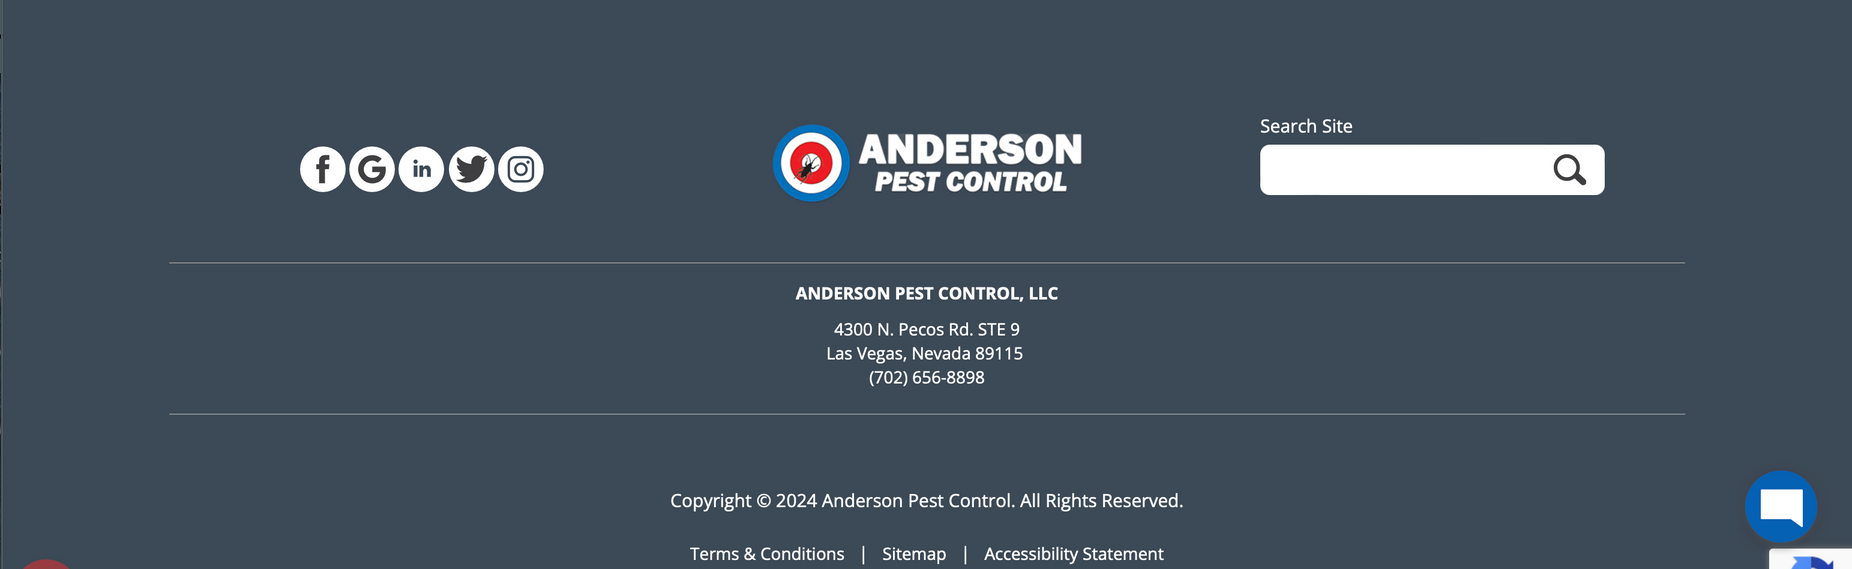 Search Site
ANDERSON
PEST CONTROL
ANDERSON PEST CONTROL, LLC
4300 N. Pecos Rd. STE 9
Las Vegas, Nevada 89115
(702) 656-8898
Copyright © 2024 Anderson Pest Control. All Rights Reserved.
Terms & Conditions | Sitemap | Accessibility Statement